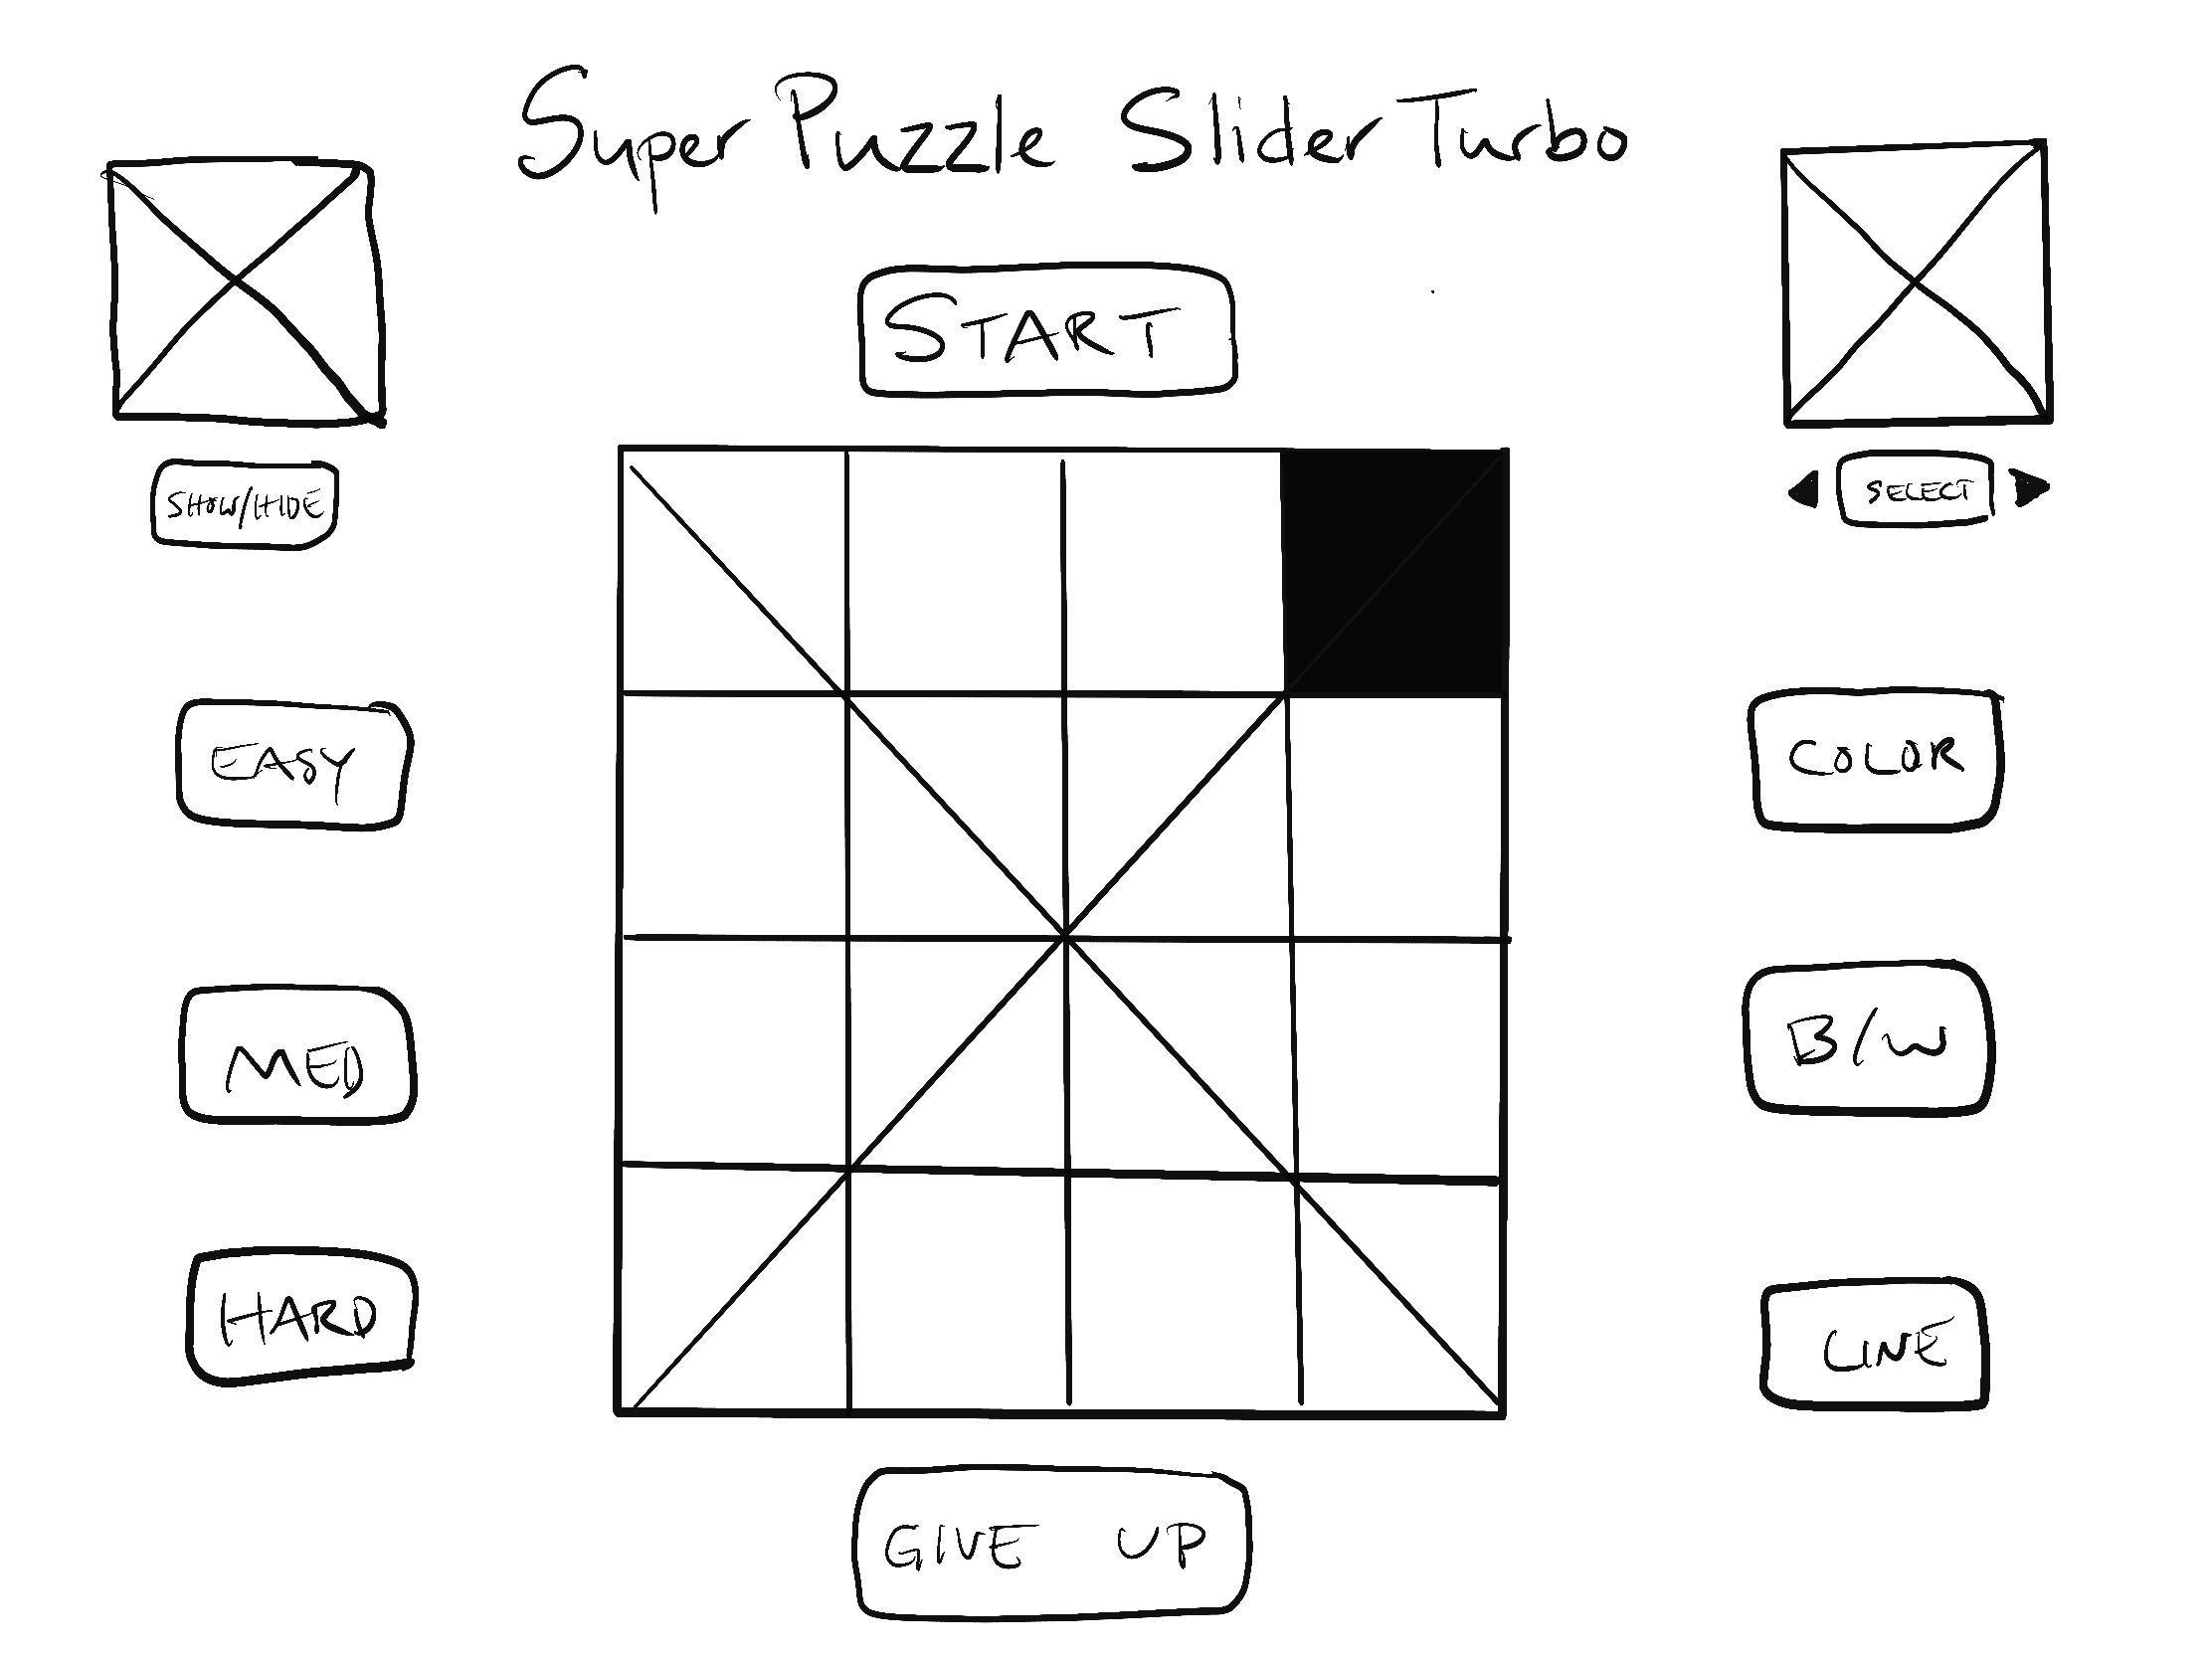 Super Puzzle Slider Turbo
START
SHOW/HIDE
SELECT
EASY
COLOR
MED
B/W
HARD
LINE
GIVE UP